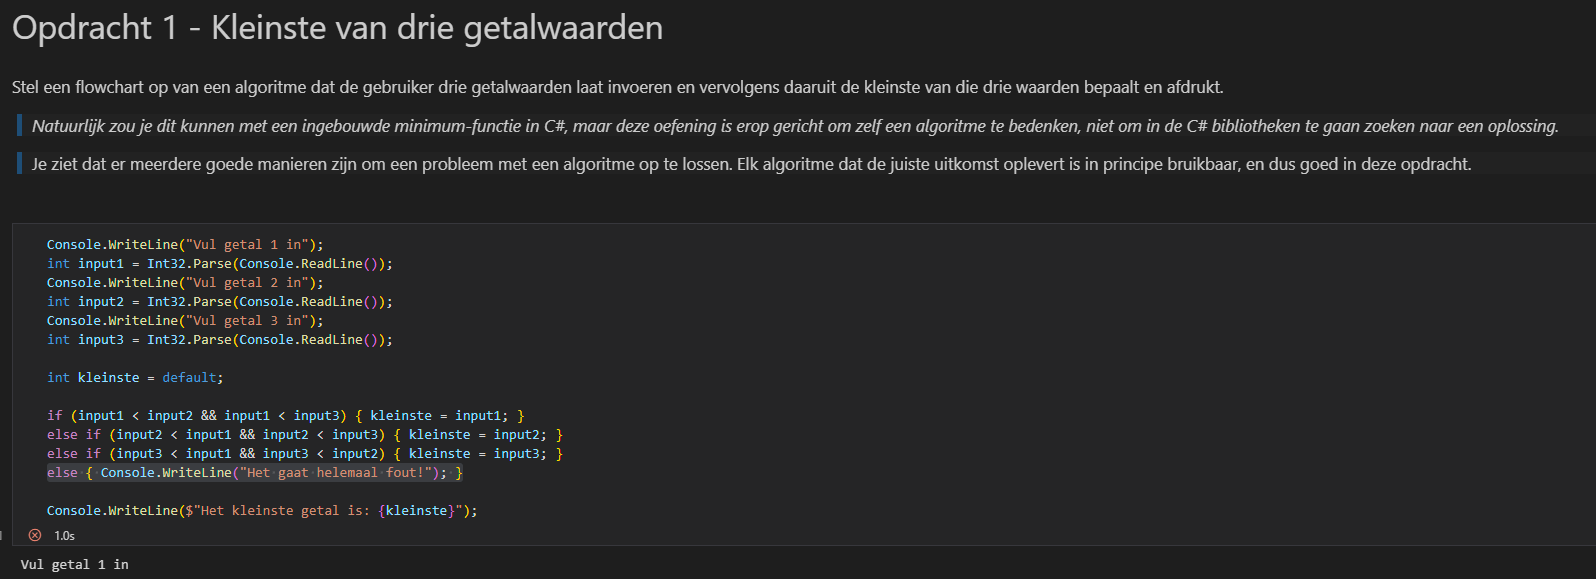 Opdracht 1 - Kleinste van drie getalwaarden
Stel een flowchart op van een algoritme dat de gebruiker drie getalwaarden laat invoeren en vervolgens daaruit de kleinste van die drie waarden bepaalt en afdrukt.
Natuurlijk zou je dit kunnen met een ingebouwde minimum-functie in C#, maar deze oefening is erop gericht om zelf een algoritme te bedenken, niet om in de C# bibliotheken te gaan zoeken naar een oplossing.
Je ziet dat er meerdere goede manieren zijn om een probleem met een algoritme op te lossen. Elk algoritme dat de juiste uitkomst oplevert is in principe bruikbaar, en dus goed in deze opdracht.
Console.WriteLine("Vul getal 1 in");
int input1 = Int32.Parse(Console.ReadLine());
Console.WriteLine("Vul getal 2 in");
int input2 = Int32.Parse(Console.ReadLine());
Console.WriteLine("Vul getal 3 in");
int input3 = Int32.Parse(Console.ReadLine());
int kleinste = default;
if (input1 < input2 && input1 < input3) { kleinste = input1; }
else if (input2 < input1 && input2 < input3) { kleinste = input2; }
else if (input3 < input1 && input3 < input2) { kleinste = input3; }
else { Console.WriteLine("Het gaat helemaal fout!"); }
Console.WriteLine($"Het kleinste getal is: {kleinste}");
1.0s
Vul getal 1 in